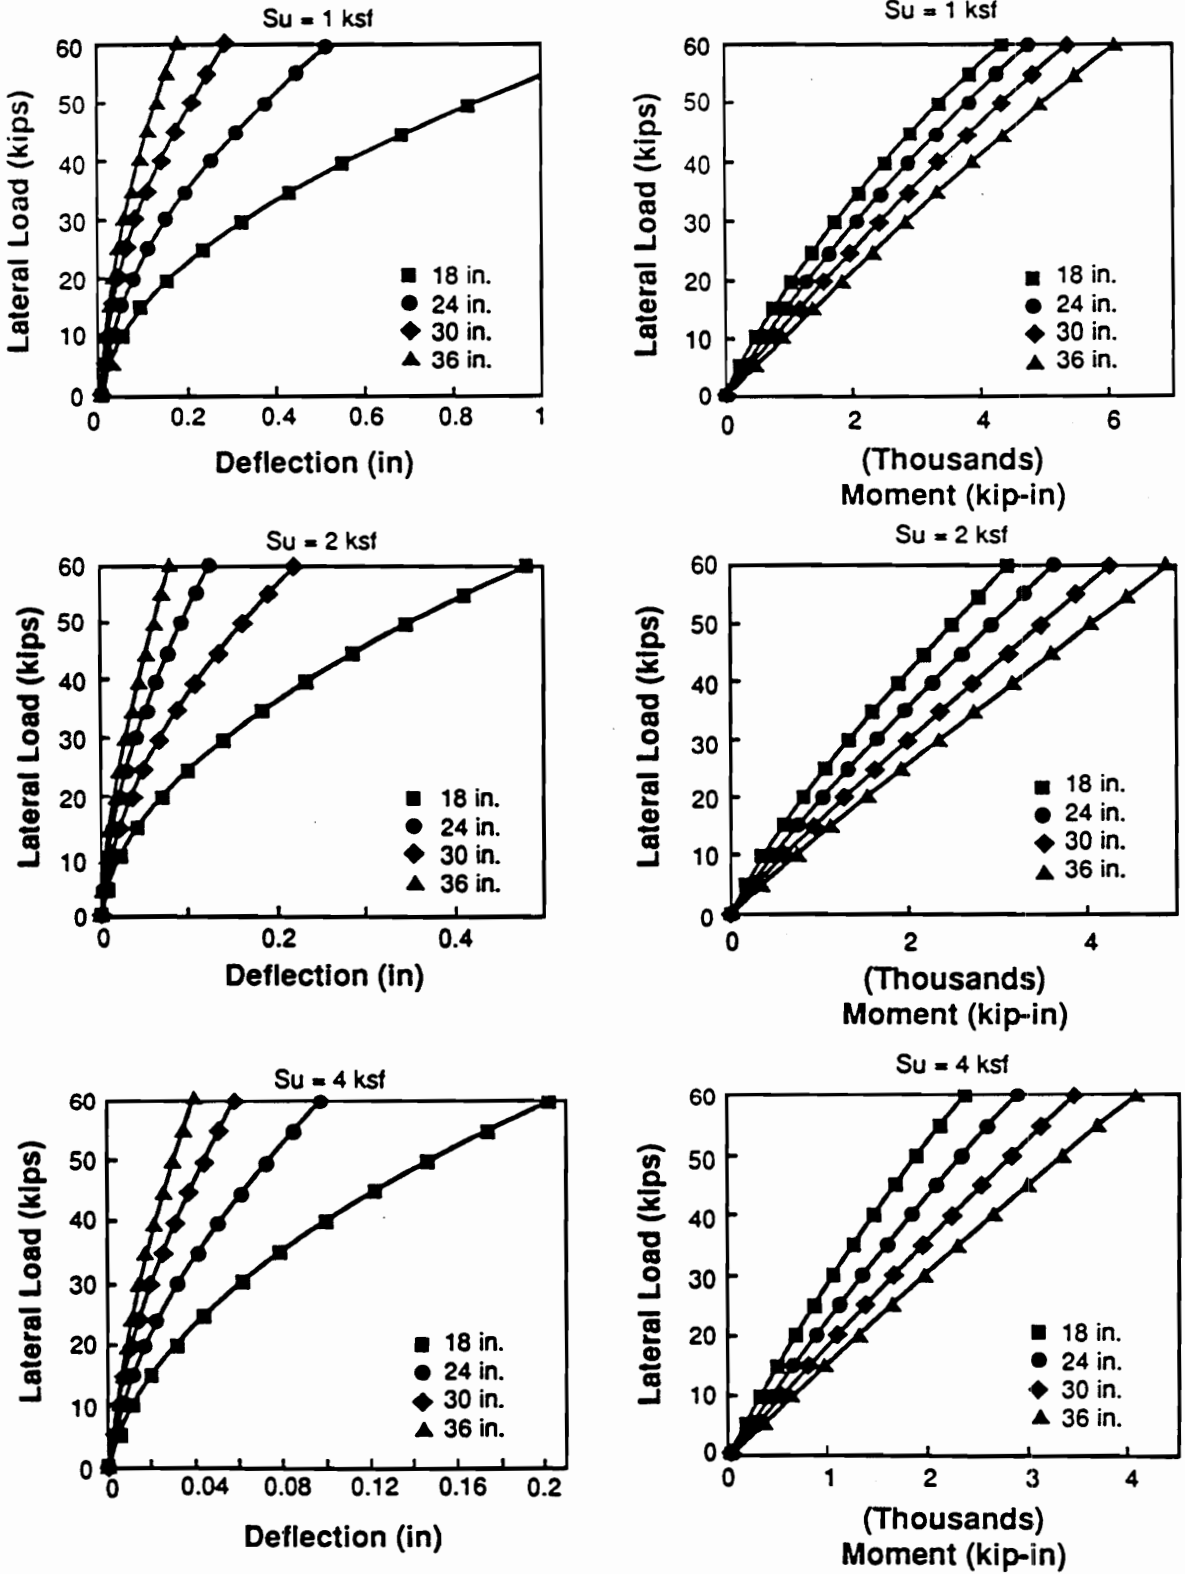 Su = 1 ksf
60
50
40
30
20
10
0
Lateral Load (kips)
18 in.
24 in.
30 in.
36 in.
0 0.2 0.4 0.6 0.8 1
Deflection (in)
Su = 1 ksf
60
50
40
30
20
10
0
Lateral Load (kips)
18 in.
24 in.
30 in.
36 in.
0 2 4 6
(Thousands)
Moment (kip-in)
Su = 2 ksf
60
50
40
30
20
10
0
Lateral Load (kips)
18 in.
24 in.
30 in.
36 in.
0 0.2 0.4
Deflection (in)
Su = 2 ksf
60
50
40
30
20
10
0
Lateral Load (kips)
18 in.
24 in.
30 in.
36 in.
0 2 4
(Thousands)
Moment (kip-in)
Su = 4 ksf
60
50
40
30
20
10
0
Lateral Load (kips)
18 in.
24 in.
30 in.
36 in.
0 0.04 0.08 0.12 0.16 0.2
Deflection (in)
Su = 4 ksf
60
50
40
30
20
10
0
Lateral Load (kips)
18 in.
24 in.
30 in.
36 in.
0 1 2 3 4
(Thousands)
Moment (kip-in)